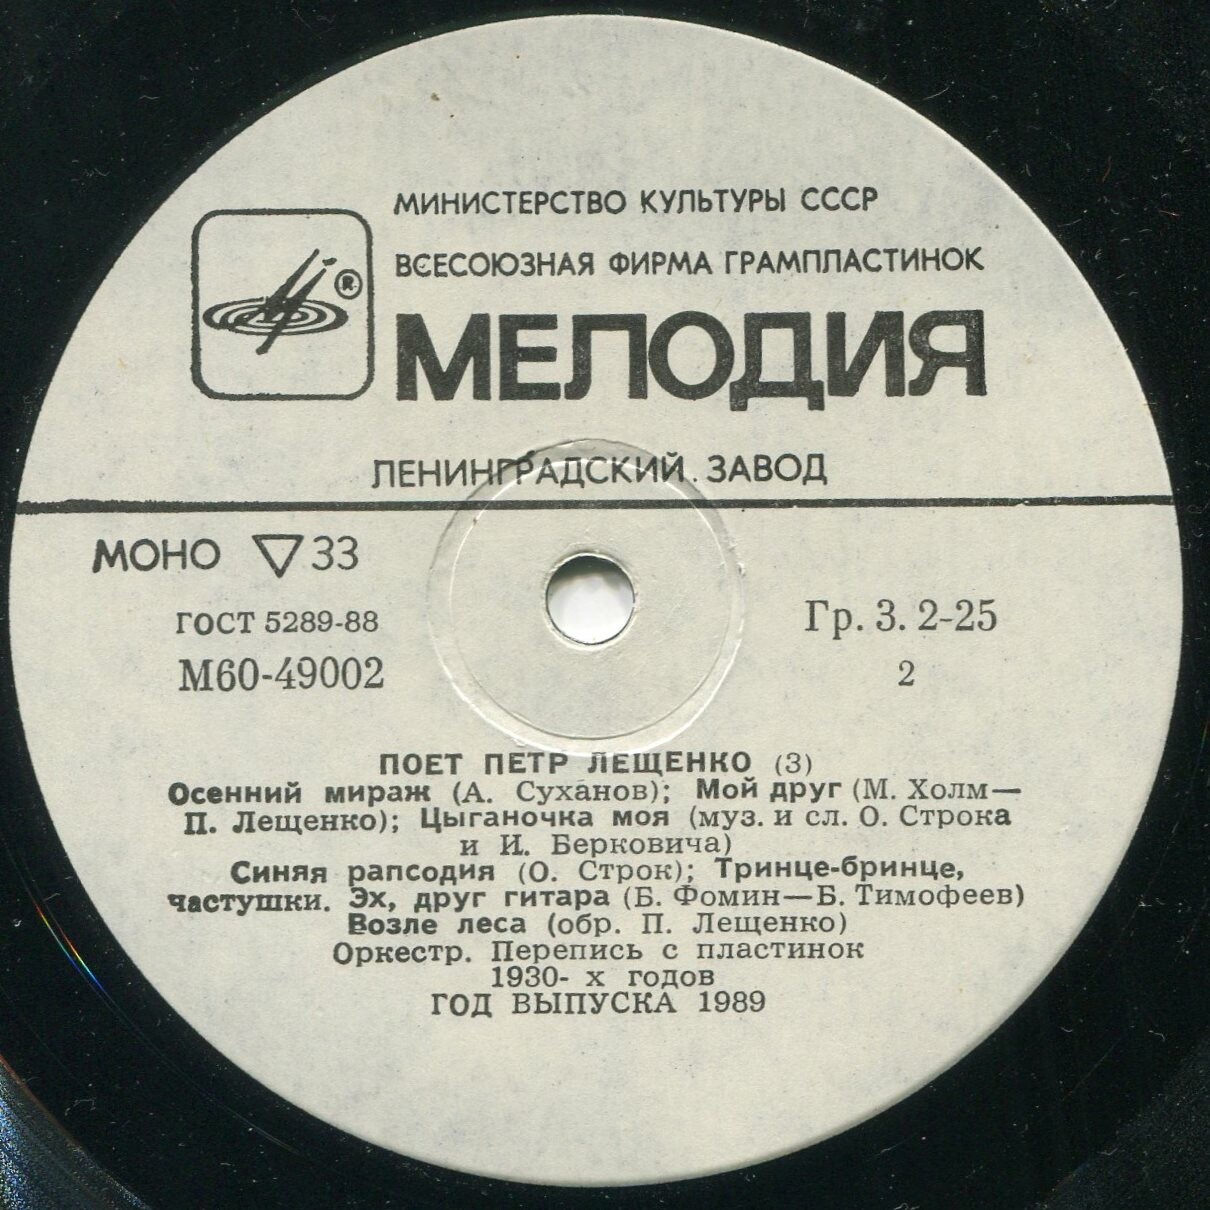 МИНИСТЕРСТВО КУЛЬТУРЫ СССР
ВСЕСОЮЗНАЯ ФИРМА ГРАМПЛАСТИНОК
®
МЕЛОДИЯ
ЛЕНИНГРАДСКИЙ ЗАВОД
МОНО ▽ 33
ГОСТ 5289-88
Гр. 3. 2-25
М60-49002
2
ПОЕТ ПЕТР ЛЕЩЕНКО (3)
Осенний мираж (А. Суханов); Мой друг (М. Холм—
П. Лещенко); Цыганочка моя (муз. и сл. О. Строка
и И. Берковича)
Синяя рапсодия (О. Строк); Тринце-бринце,
частушки. Эх, друг гитара (Б. Фомин—Б. Тимофеев)
Возле леса (обр. П. Лещенко)
Оркестр. Перепись с пластинок
1930- х годов
ГОД ВЫПУСКА 1989